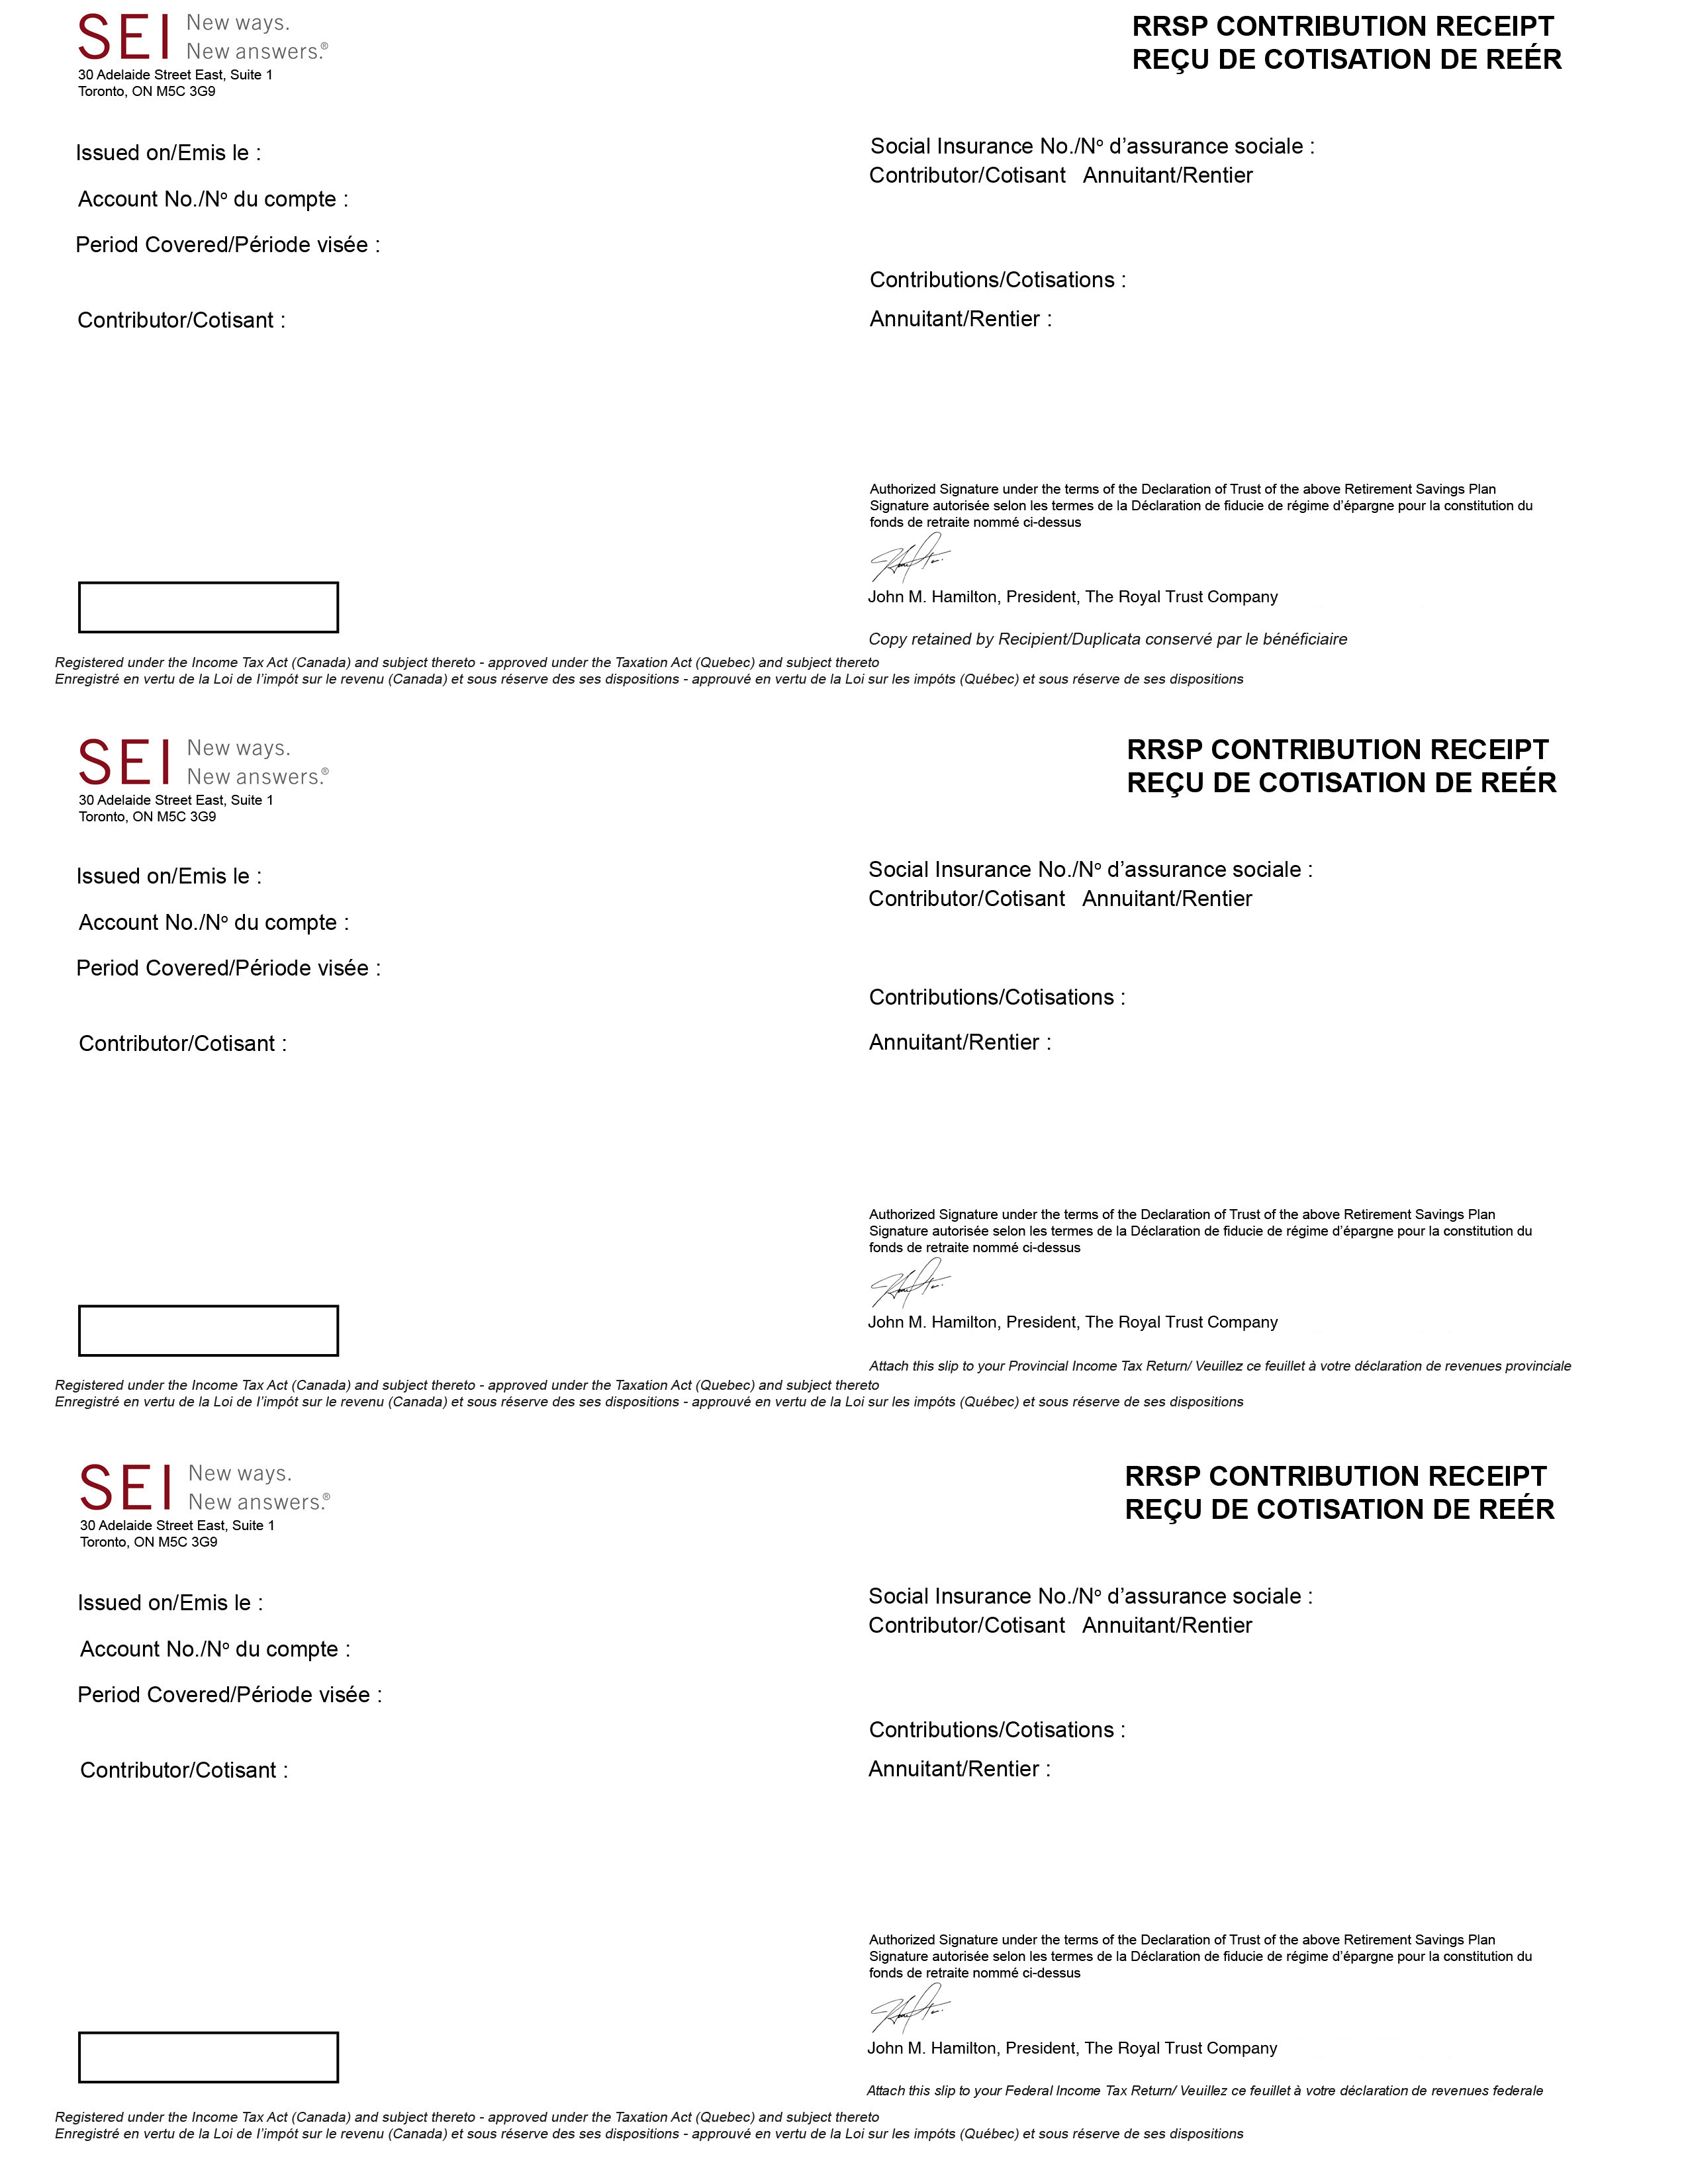 SEI New ways.
New answers.®
30 Adelaide Street East, Suite 1
Toronto, ON M5C 3G9
RRSP CONTRIBUTION RECEIPT
REÇU DE COTISATION DE REÉR
Issued on/Emis le :
Account No./Nº du compte :
Period Covered/Période visée :
Contributor/Cotisant :
Social Insurance No./Nº d’assurance sociale :
Contributor/Cotisant Annuitant/Rentier
Contributions/Cotisations :
Annuitant/Rentier :
Authorized Signature under the terms of the Declaration of Trust of the above Retirement Savings Plan
Signature autorisée selon les termes de la Déclaration de fiducie de régime d’épargne pour la constitution du
fonds de retraite nommé ci-dessus
John M. Hamilton, President, The Royal Trust Company
Copy retained by Recipient/Duplicata conservé par le bénéficiaire
Registered under the Income Tax Act (Canada) and subject thereto - approved under the Taxation Act (Quebec) and subject thereto
Enregistré en vertu de la Loi de l’impót sur le revenu (Canada) et sous réserve des ses dispositions - approuvé en vertu de la Loi sur les impóts (Québec) et sous réserve de ses dispositions
SEI New ways.
New answers.®
30 Adelaide Street East, Suite 1
Toronto, ON M5C 3G9
RRSP CONTRIBUTION RECEIPT
REÇU DE COTISATION DE REÉR
Issued on/Emis le :
Account No./Nº du compte :
Period Covered/Période visée :
Contributor/Cotisant :
Social Insurance No./Nº d’assurance sociale :
Contributor/Cotisant Annuitant/Rentier
Contributions/Cotisations :
Annuitant/Rentier :
Authorized Signature under the terms of the Declaration of Trust of the above Retirement Savings Plan
Signature autorisée selon les termes de la Déclaration de fiducie de régime d’épargne pour la constitution du
fonds de retraite nommé ci-dessus
John M. Hamilton, President, The Royal Trust Company
Attach this slip to your Provincial Income Tax Return/ Veuillez ce feuillet à votre déclaration de revenues provinciale
Registered under the Income Tax Act (Canada) and subject thereto - approved under the Taxation Act (Quebec) and subject thereto
Enregistré en vertu de la Loi de l’impót sur le revenu (Canada) et sous réserve des ses dispositions - approuvé en vertu de la Loi sur les impóts (Québec) et sous réserve de ses dispositions
SEI New ways.
New answers.®
30 Adelaide Street East, Suite 1
Toronto, ON M5C 3G9
RRSP CONTRIBUTION RECEIPT
REÇU DE COTISATION DE REÉR
Issued on/Emis le :
Account No./Nº du compte :
Period Covered/Période visée :
Contributor/Cotisant :
Social Insurance No./Nº d’assurance sociale :
Contributor/Cotisant Annuitant/Rentier
Contributions/Cotisations :
Annuitant/Rentier :
Authorized Signature under the terms of the Declaration of Trust of the above Retirement Savings Plan
Signature autorisée selon les termes de la Déclaration de fiducie de régime d’épargne pour la constitution du
fonds de retraite nommé ci-dessus
John M. Hamilton, President, The Royal Trust Company
Attach this slip to your Federal Income Tax Return/ Veuillez ce feuillet à votre déclaration de revenues federale
Registered under the Income Tax Act (Canada) and subject thereto - approved under the Taxation Act (Quebec) and subject thereto
Enregistré en vertu de la Loi de l’impót sur le revenu (Canada) et sous réserve des ses dispositions - approuvé en vertu de la Loi sur les impóts (Québec) et sous réserve de ses dispositions